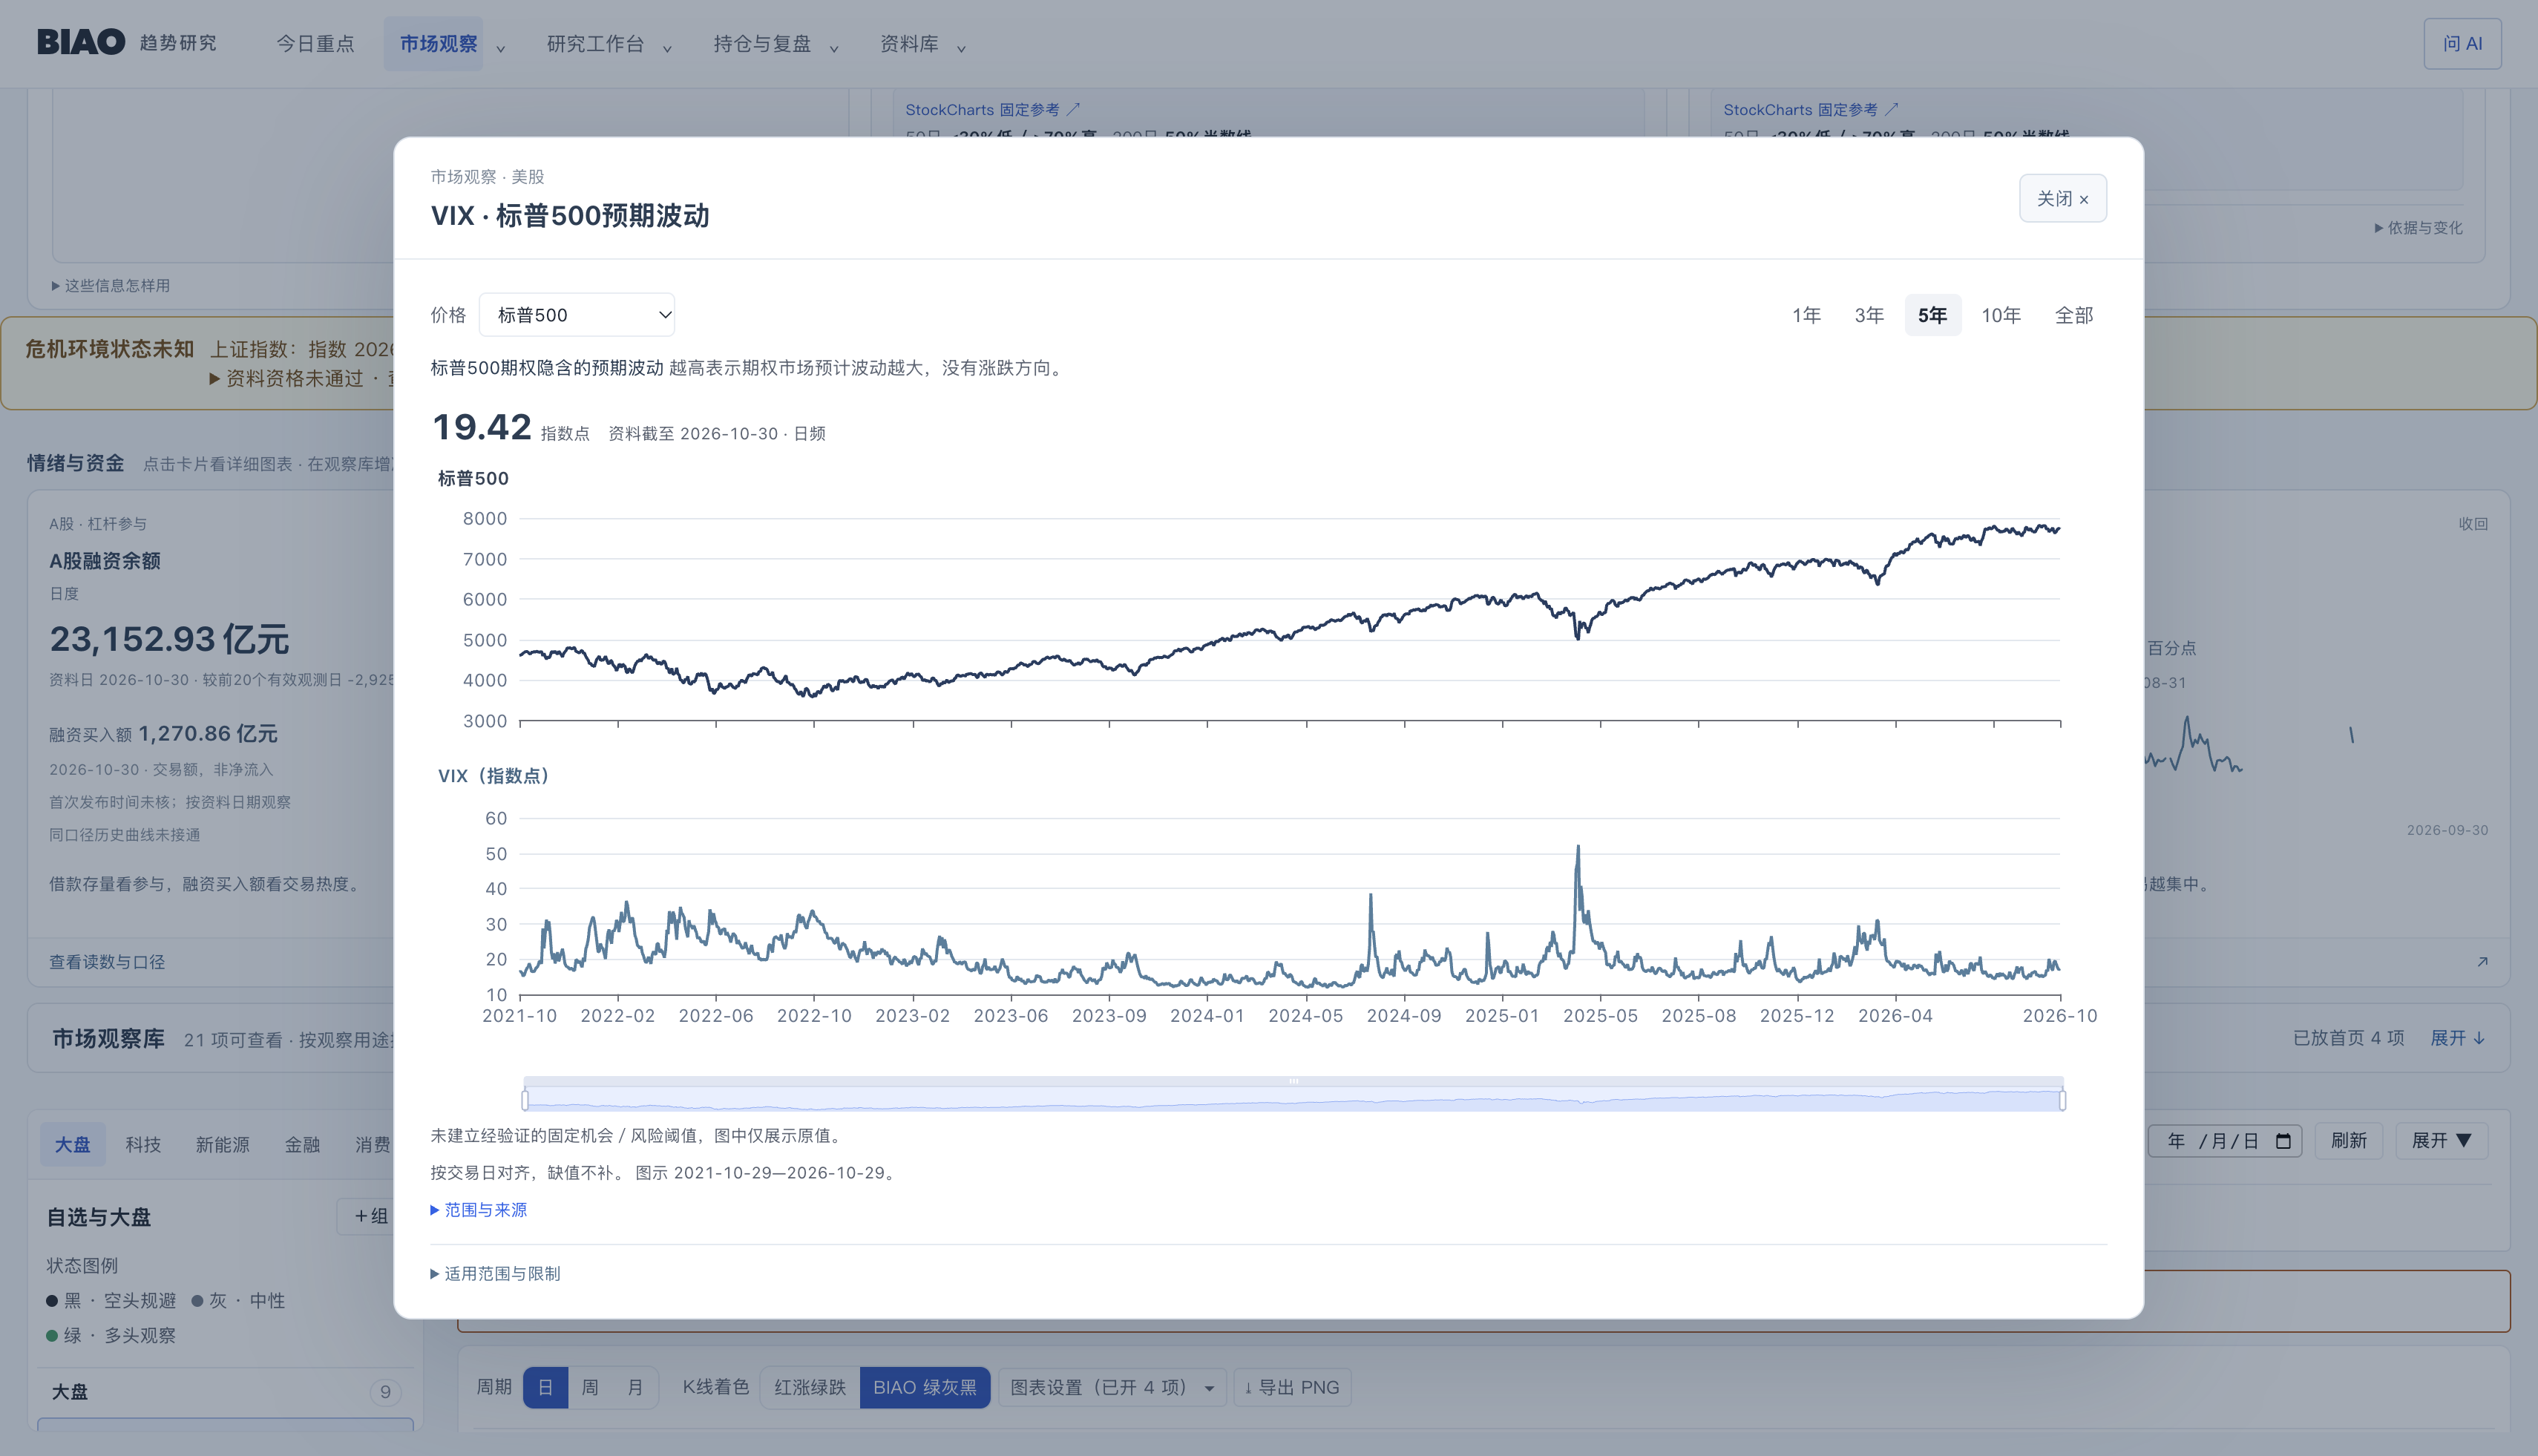 BIAO 趋势研究 今日重点 市场观察 研究工作台 持仓与复盘 资料库 问 AI
StockCharts 固定参考 ↗ StockCharts 固定参考 ↗
▶ 依据与变化
▶ 这些信息怎样用
危机环境状态未知 上证指数：指数
▶ 资料资格未通过 ·
情绪与资金 点击卡片看详细图表 · 在观察库增
A股 · 杠杆参与
A股融资余额
日度
23,152.93 亿元
资料日 2026-10-30 · 较前20个有效观测日 -2,925
融资买入额 1,270.86 亿元
2026-10-30 · 交易额，非净流入
首次发布时间未核；按资料日期观察
同口径历史曲线未接通
借款存量看参与，融资买入额看交易热度。
查看读数与口径
收回
百分点
08-31
2026-09-30
越集中。
↗
市场观察库 21 项可查看 · 按观察用途
已放首页 4 项 展开 ↓
大盘 科技 新能源 金融 消费
年 /月/日 刷新 展开 ▼
自选与大盘 +组
状态图例
黑 · 空头规避 灰 · 中性
绿 · 多头观察
大盘 9
周期 日 周 月 K线着色 红涨绿跌 BIAO 绿灰黑 图表设置（已开 4 项） ↓ 导出 PNG
市场观察 · 美股
VIX · 标普500预期波动
关闭 ×
价格 标普500 1年 3年 5年 10年 全部
标普500期权隐含的预期波动 越高表示期权市场预计波动越大，没有涨跌方向。
19.42 指数点 资料截至 2026-10-30 · 日频
标普500
8000
7000
6000
5000
4000
3000
VIX（指数点）
60
50
40
30
20
10
2021-10 2022-02 2022-06 2022-10 2023-02 2023-06 2023-09 2024-01 2024-05 2024-09 2025-01 2025-05 2025-08 2025-12 2026-04 2026-10
未建立经验证的固定机会 / 风险阈值，图中仅展示原值。
按交易日对齐，缺值不补。 图示 2021-10-29—2026-10-29。
▶ 范围与来源
▶ 适用范围与限制